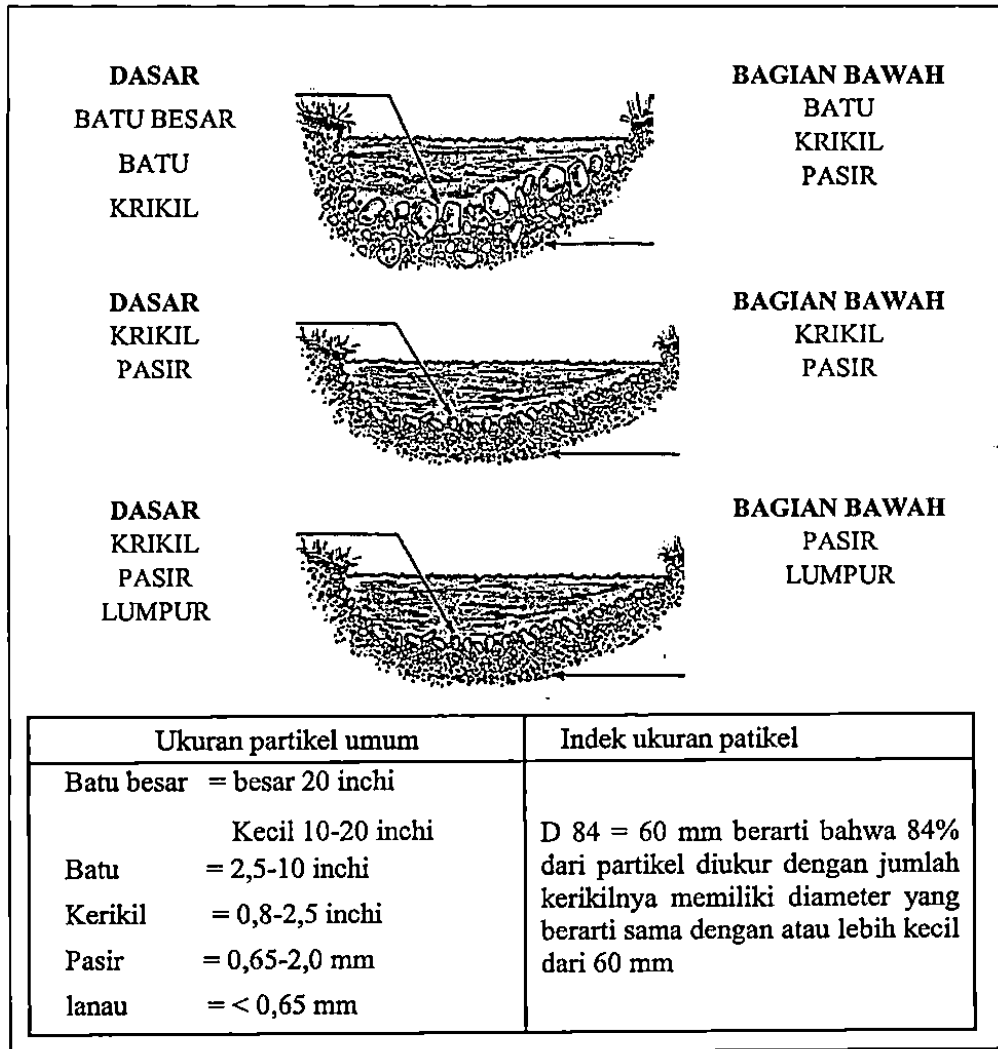 DASAR
BATU BESAR
BATU
KRIKIL
BAGIAN BAWAH
BATU
KRIKIL
PASIR
DASAR
KRIKIL
PASIR
BAGIAN BAWAH
KRIKIL
PASIR
DASAR
KRIKIL
PASIR
LUMPUR
BAGIAN BAWAH
PASIR
LUMPUR
Ukuran partikel umum
Batu besar = besar 20 inchi
Kecil 10-20 inchi
Batu = 2,5-10 inchi
Kerikil = 0,8-2,5 inchi
Pasir = 0,65-2,0 mm
lanau = < 0,65 mm
Indek ukuran patikel
D 84 = 60 mm berarti bahwa 84%
dari partikel diukur dengan jumlah
kerikilnya memiliki diameter yang
berarti sama dengan atau lebih kecil
dari 60 mm